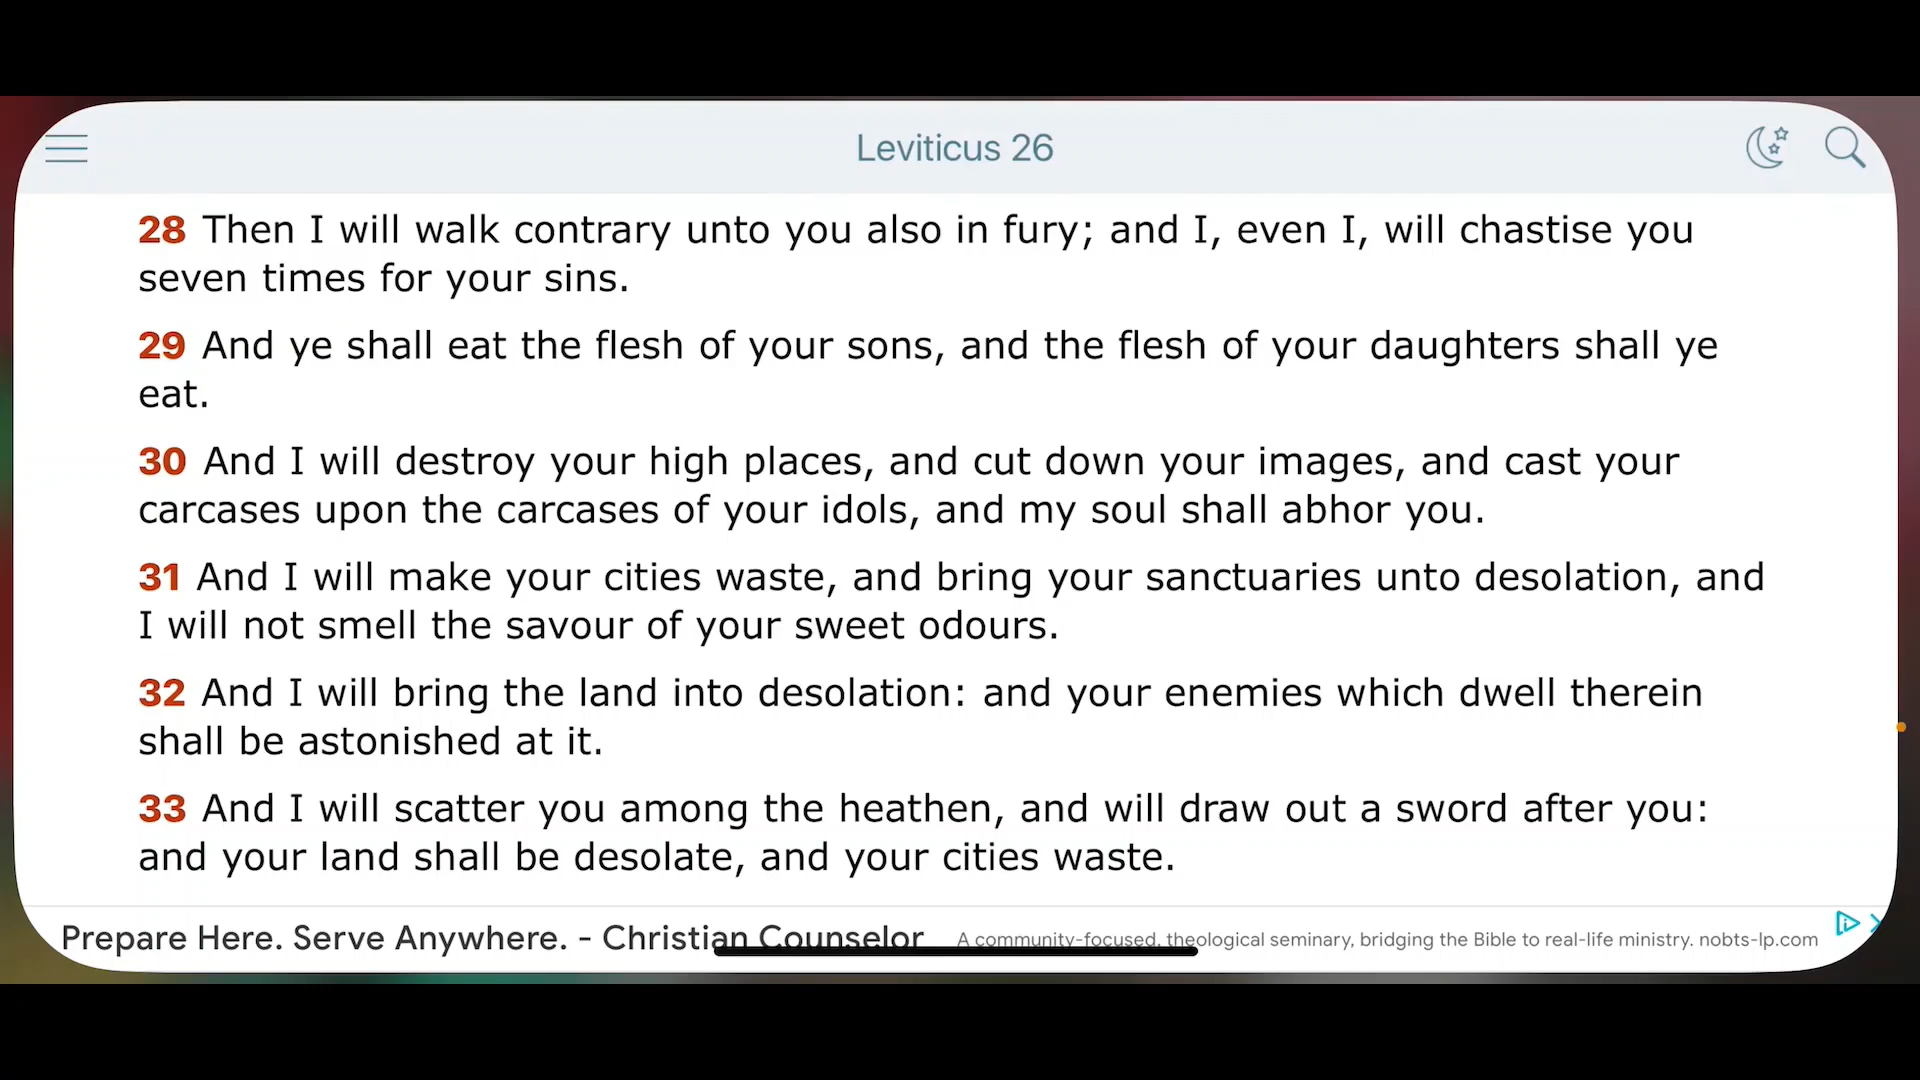 Leviticus 26
28 Then I will walk contrary unto you also in fury; and I, even I, will chastise you
seven times for your sins.
29 And ye shall eat the flesh of your sons, and the flesh of your daughters shall ye
eat.
30 And I will destroy your high places, and cut down your images, and cast your
carcases upon the carcases of your idols, and my soul shall abhor you.
31 And I will make your cities waste, and bring your sanctuaries unto desolation, and
I will not smell the savour of your sweet odours.
32 And I will bring the land into desolation: and your enemies which dwell therein
shall be astonished at it.
33 And I will scatter you among the heathen, and will draw out a sword after you:
and your land shall be desolate, and your cities waste.
Prepare Here. Serve Anywhere. - Christian Counselor
A community-focused, theological seminary, bridging the Bible to real-life ministry. nobts-lp.com